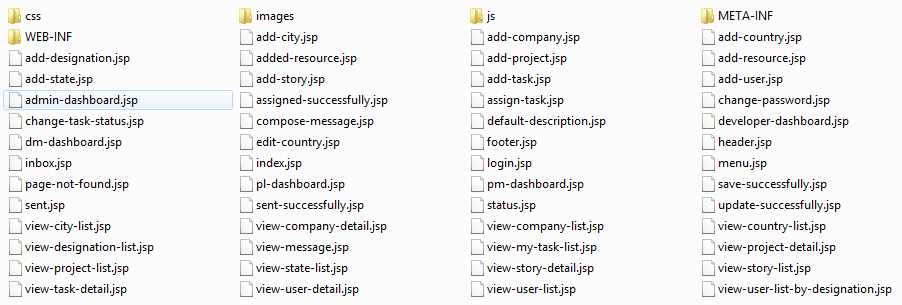 css images js META-INF
WEB-INF add-city.jsp add-company.jsp add-country.jsp
add-designation.jsp added-resource.jsp add-project.jsp add-resource.jsp
add-state.jsp add-story.jsp add-task.jsp add-user.jsp
admin-dashboard.jsp assigned-successfully.jsp assign-task.jsp change-password.jsp
change-task-status.jsp compose-message.jsp default-description.jsp developer-dashboard.jsp
dm-dashboard.jsp edit-country.jsp footer.jsp header.jsp
inbox.jsp index.jsp login.jsp menu.jsp
page-not-found.jsp pl-dashboard.jsp pm-dashboard.jsp save-successfully.jsp
sent.jsp sent-successfully.jsp status.jsp update-successfully.jsp
view-city-list.jsp view-company-detail.jsp view-company-list.jsp view-country-list.jsp
view-designation-list.jsp view-message.jsp view-my-task-list.jsp view-project-detail.jsp
view-project-list.jsp view-state-list.jsp view-story-detail.jsp view-story-list.jsp
view-task-detail.jsp view-user-detail.jsp view-user-list.jsp view-user-list-by-designation.jsp